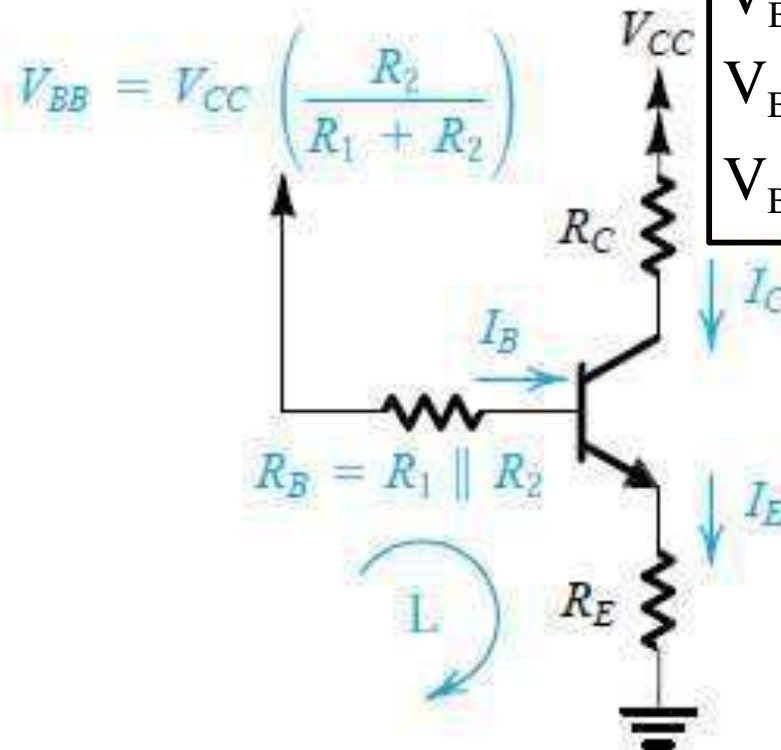 V_BB = V_CC (R_2 / (R_1 + R_2))
V_CC
R_C
I_C
I_B
R_B = R_1 || R_2
I_E
L
R_E